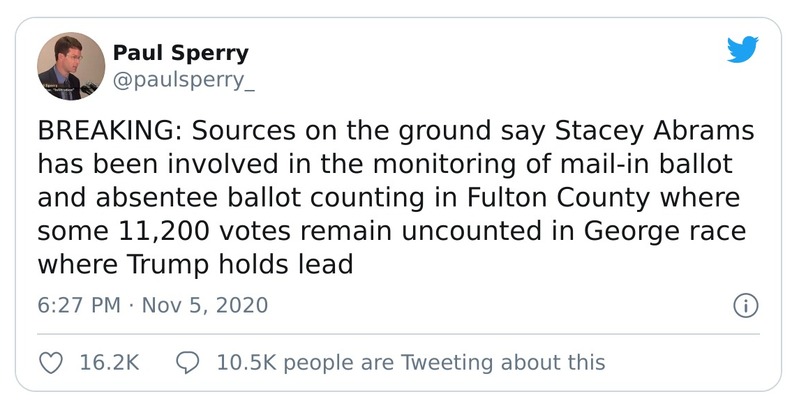 Paul Sperry
@paulsperry_
BREAKING: Sources on the ground say Stacey Abrams
has been involved in the monitoring of mail-in ballot
and absentee ballot counting in Fulton County where
some 11,200 votes remain uncounted in George race
where Trump holds lead
6:27 PM · Nov 5, 2020
16.2K 10.5K people are Tweeting about this